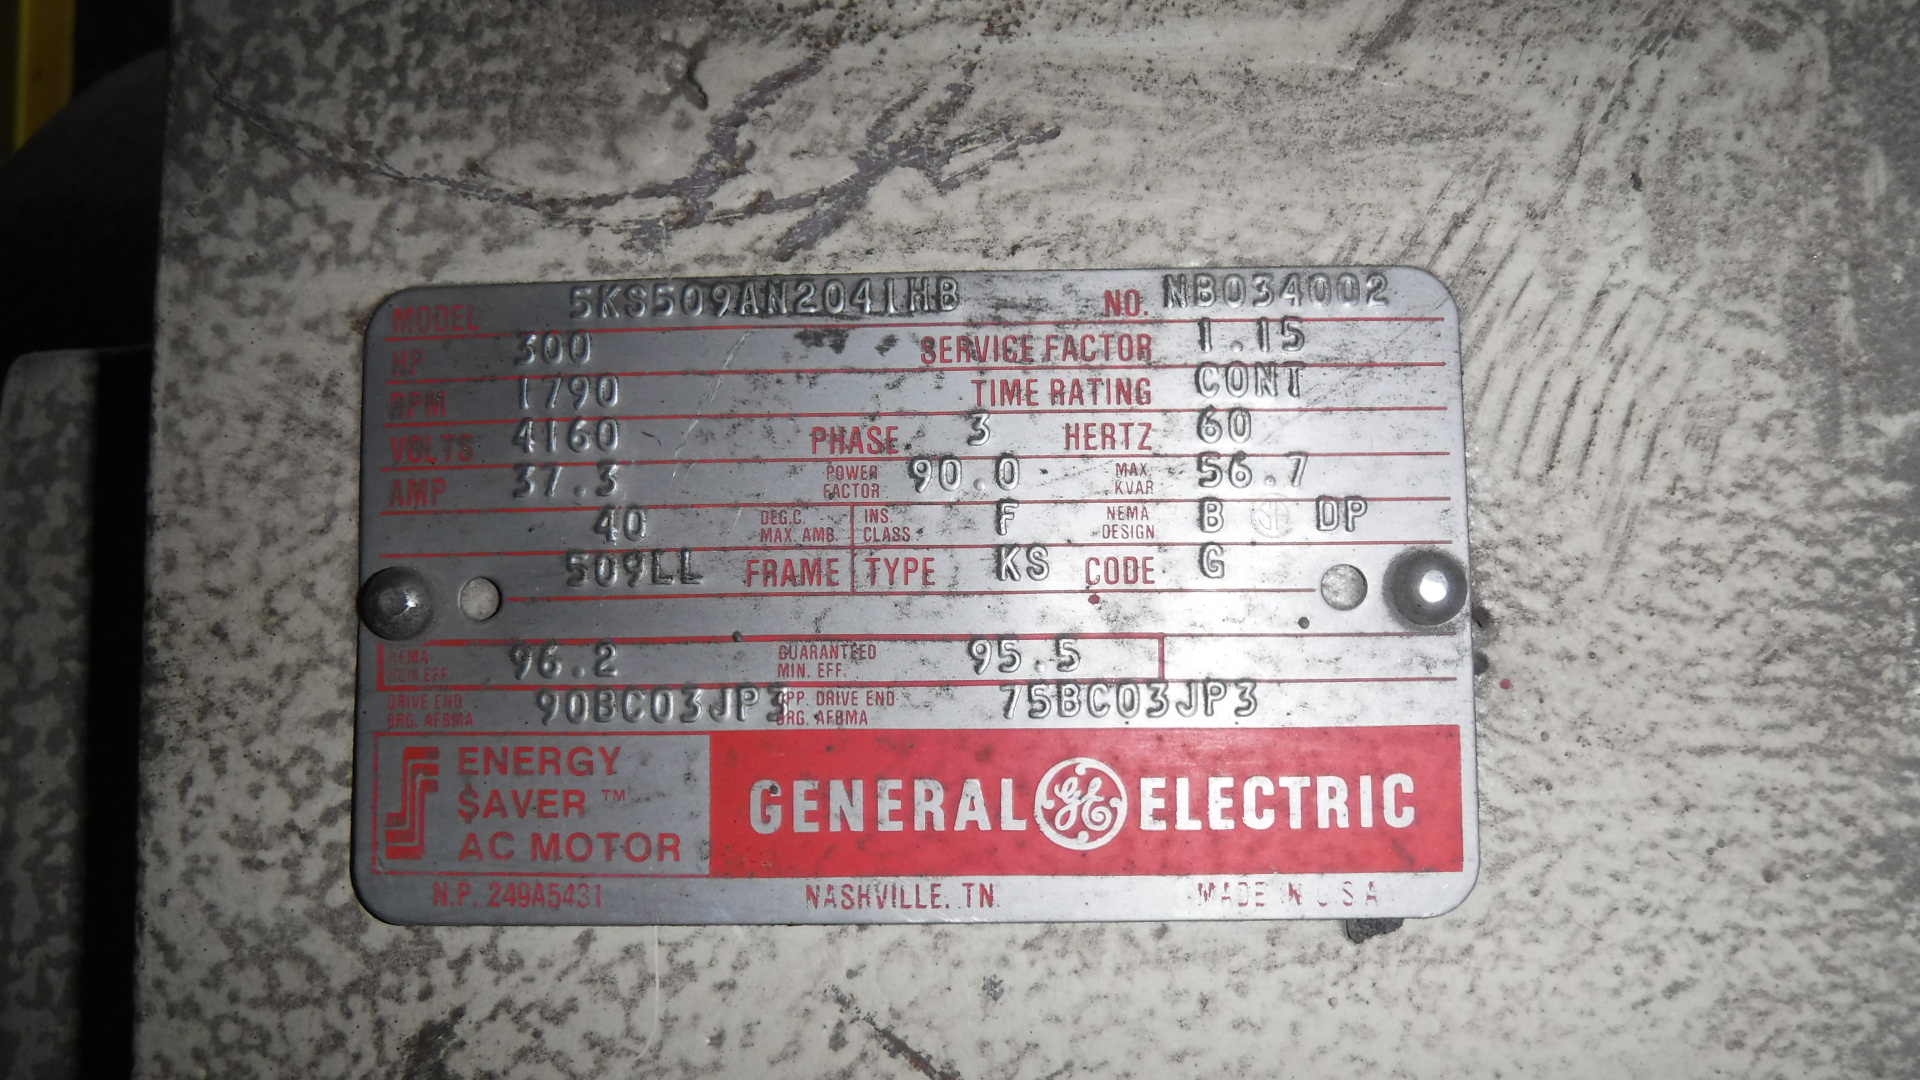 MODEL 5KS509AN2041HB NO. NB034002
HP 300 SERVICE FACTOR 1.15
RPM 1790 TIME RATING CONT
VOLTS 4160 PHASE 3 HERTZ 60
AMP 37.3 POWER FACTOR 90.0 MAX. KVAR 56.7
40 DEG.C. MAX. AMB. INS. CLASS F NEMA DESIGN B SA DP
509LL FRAME TYPE KS CODE G
NEMA NOM.EFF. 96.2 GUARANTEED MIN. EFF. 95.5
DRIVE END BRG. AFBMA 90BC03JP3 OPP. DRIVE END BRG. AFBMA 75BC03JP3
ENERGY
$AVER ™
AC MOTOR
GENERAL GE ELECTRIC
N.P. 249A5431 NASHVILLE, TN. MADE IN U.S.A.